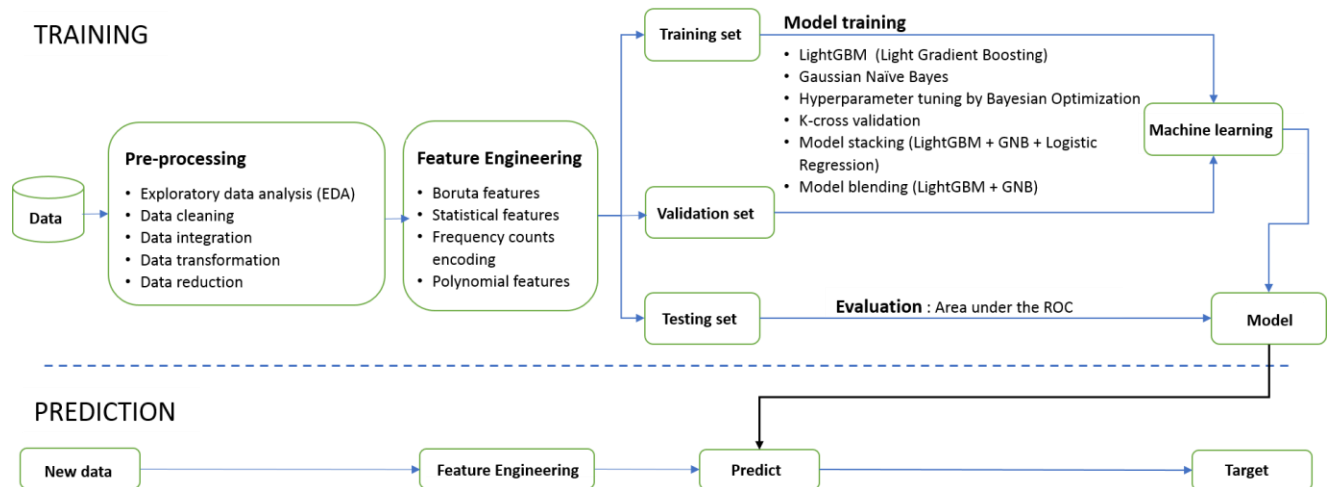 TRAINING
Data
Pre-processing
• Exploratory data analysis (EDA)
• Data cleaning
• Data integration
• Data transformation
• Data reduction
Feature Engineering
• Boruta features
• Statistical features
• Frequency counts
encoding
• Polynomial features
Training set
Validation set
Testing set
Model training
• LightGBM (Light Gradient Boosting)
• Gaussian Naïve Bayes
• Hyperparameter tuning by Bayesian Optimization
• K-cross validation
• Model stacking (LightGBM + GNB + Logistic
Regression)
• Model blending (LightGBM + GNB)
Machine learning
Evaluation : Area under the ROC
Model
PREDICTION
New data
Feature Engineering
Predict
Target